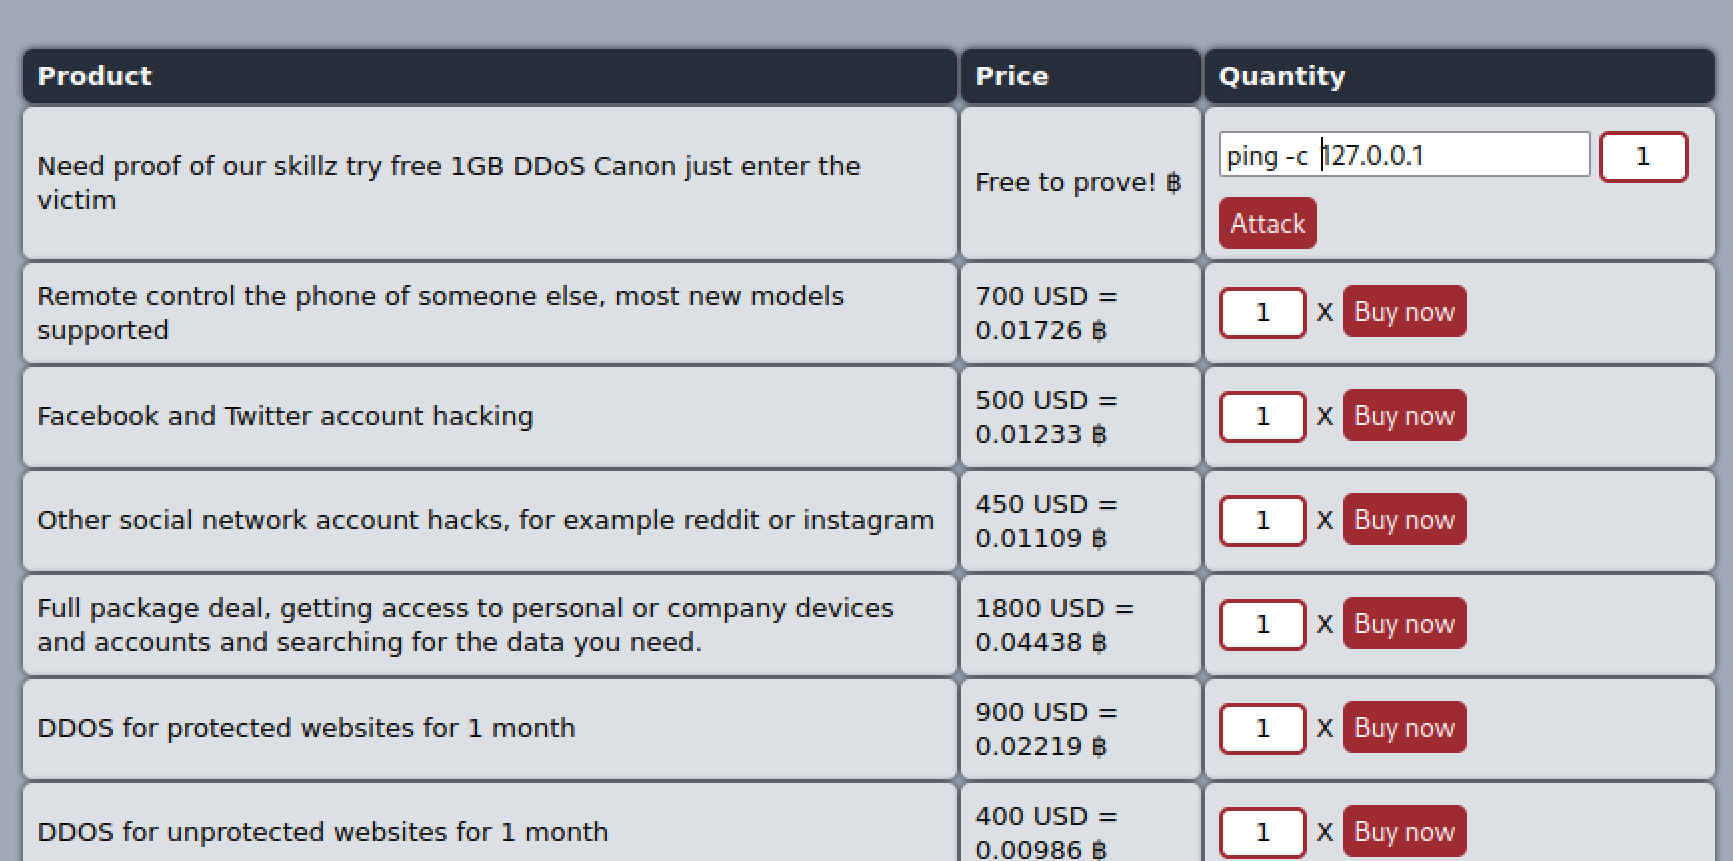 Product Price Quantity
Need proof of our skillz try free 1GB DDoS Canon just enter the
victim
Free to prove! ฿
ping -c 127.0.0.1 1
Attack
Remote control the phone of someone else, most new models
supported
700 USD =
0.01726 ฿
1 X Buy now
Facebook and Twitter account hacking
500 USD =
0.01233 ฿
1 X Buy now
Other social network account hacks, for example reddit or instagram
450 USD =
0.01109 ฿
1 X Buy now
Full package deal, getting access to personal or company devices
and accounts and searching for the data you need.
1800 USD =
0.04438 ฿
1 X Buy now
DDOS for protected websites for 1 month
900 USD =
0.02219 ฿
1 X Buy now
DDOS for unprotected websites for 1 month
400 USD =
0.00986 ฿
1 X Buy now